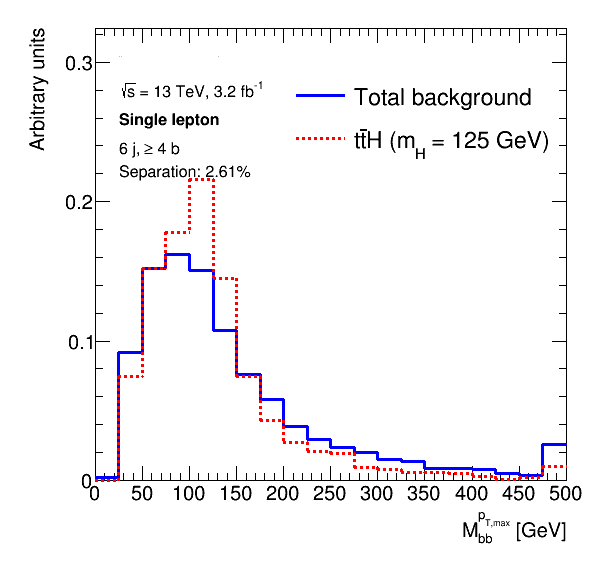 Arbitrary units
0.3
0.2
0.1
0
√s = 13 TeV, 3.2 fb⁻¹
Single lepton
6 j, ≥ 4 b
Separation: 2.61%
Total background
tt̄H (m_H = 125 GeV)
0 50 100 150 200 250 300 350 400 450 500
M_bb^{p_{T,max}} [GeV]